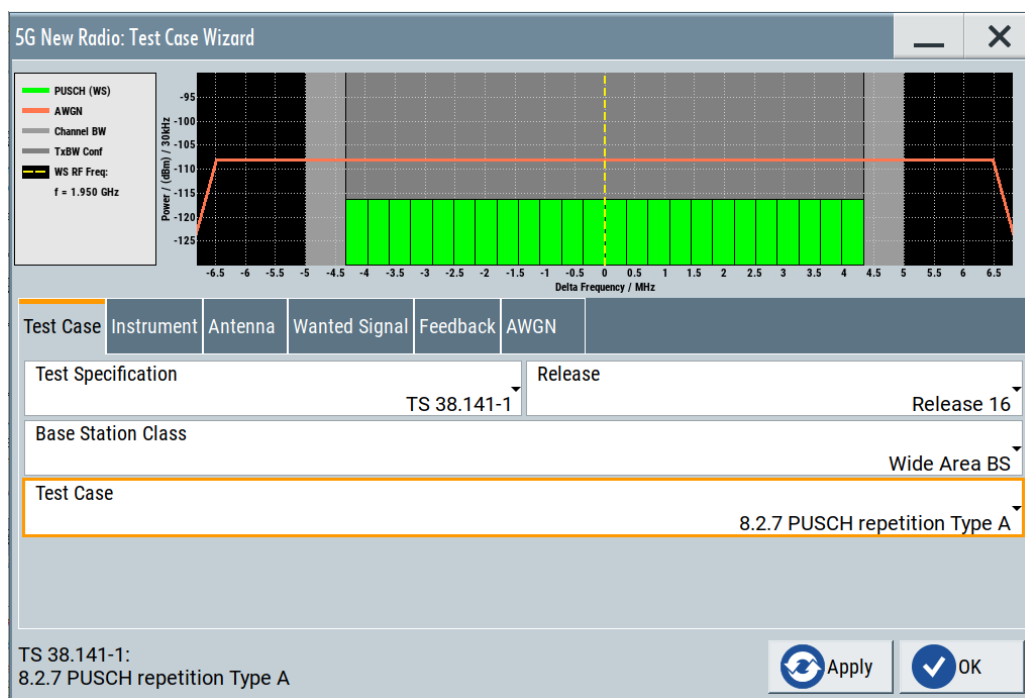 5G New Radio: Test Case Wizard
PUSCH (WS)
AWGN
Channel BW
TxBW Conf
WS RF Freq:
f = 1.950 GHz
Power / (dBm) / 30kHz
-95
-100
-105
-110
-115
-120
-125
-6.5 -6 -5.5 -5 -4.5 -4 -3.5 -3 -2.5 -2 -1.5 -1 -0.5 0 0.5 1 1.5 2 2.5 3 3.5 4 4.5 5 5.5 6 6.5
Delta Frequency / MHz
Test Case Instrument Antenna Wanted Signal Feedback AWGN
Test Specification
TS 38.141-1
Release
Release 16
Base Station Class
Wide Area BS
Test Case
8.2.7 PUSCH repetition Type A
TS 38.141-1:
8.2.7 PUSCH repetition Type A
Apply
OK